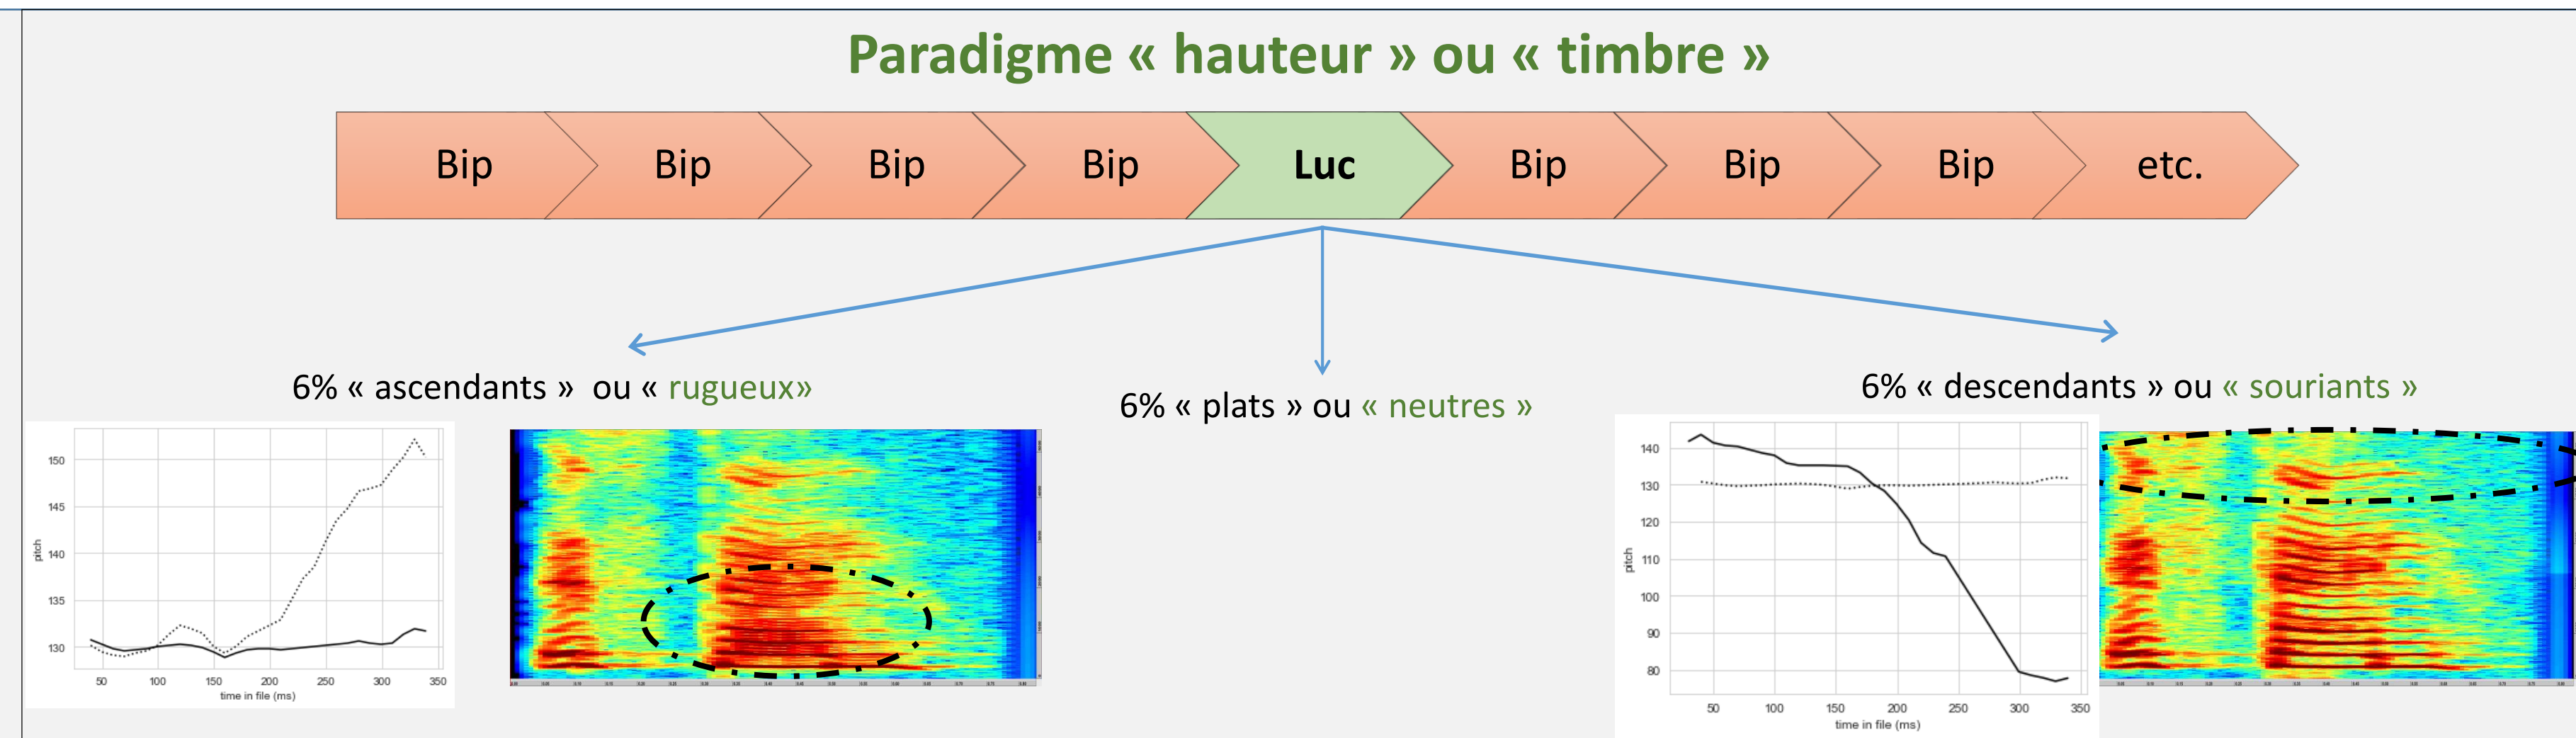 Paradigme « hauteur » ou « timbre »
Bip Bip Bip Bip Luc Bip Bip Bip etc.
6% « ascendants »  ou « rugueux»
6% « plats » ou « neutres »
6% « descendants » ou « souriants »
150
145
140
135
130
pitch
50 100 150 200 250 300 350
time in file (ms)
140
130
120
110
100
90
80
pitch
50 100 150 200 250 300 350
time in file (ms)